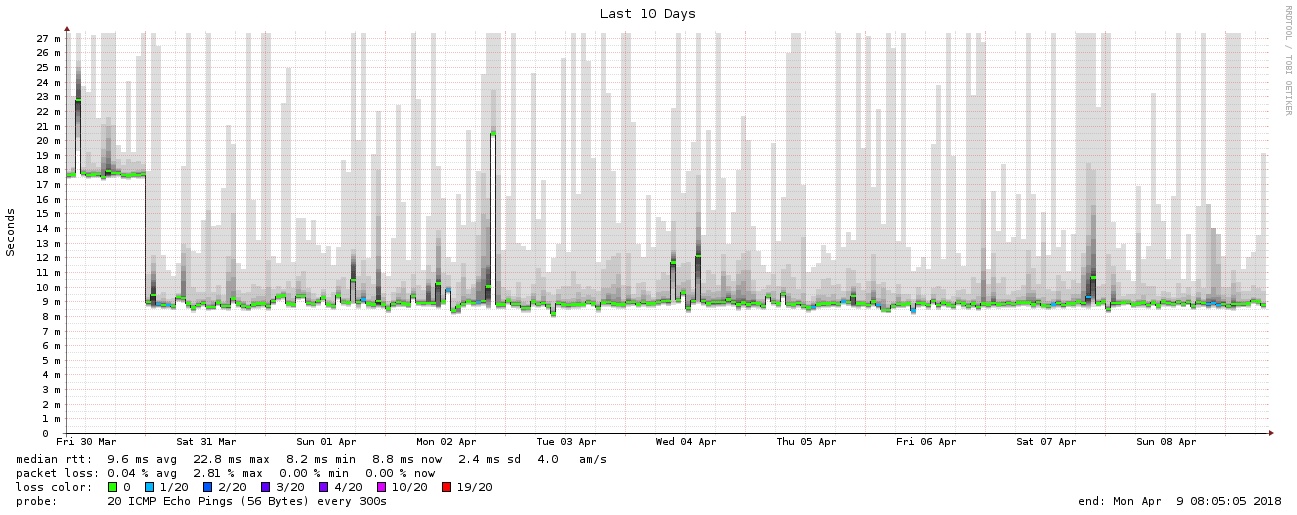 Last 10 Days
RRDTOOL / TOBI OETIKER
Seconds
27 m
26 m
25 m
24 m
23 m
22 m
21 m
20 m
19 m
18 m
17 m
16 m
15 m
14 m
13 m
12 m
11 m
10 m
9 m
8 m
7 m
6 m
5 m
4 m
3 m
2 m
1 m
0
Fri 30 Mar Sat 31 Mar Sun 01 Apr Mon 02 Apr Tue 03 Apr Wed 04 Apr Thu 05 Apr Fri 06 Apr Sat 07 Apr Sun 08 Apr
median rtt: 9.6 ms avg 22.8 ms max 8.2 ms min 8.8 ms now 2.4 ms sd 4.0 am/s
packet loss: 0.04 % avg 2.81 % max 0.00 % min 0.00 % now
loss color: 0 1/20 2/20 3/20 4/20 10/20 19/20
probe: 20 ICMP Echo Pings (56 Bytes) every 300s end: Mon Apr 9 08:05:05 2018